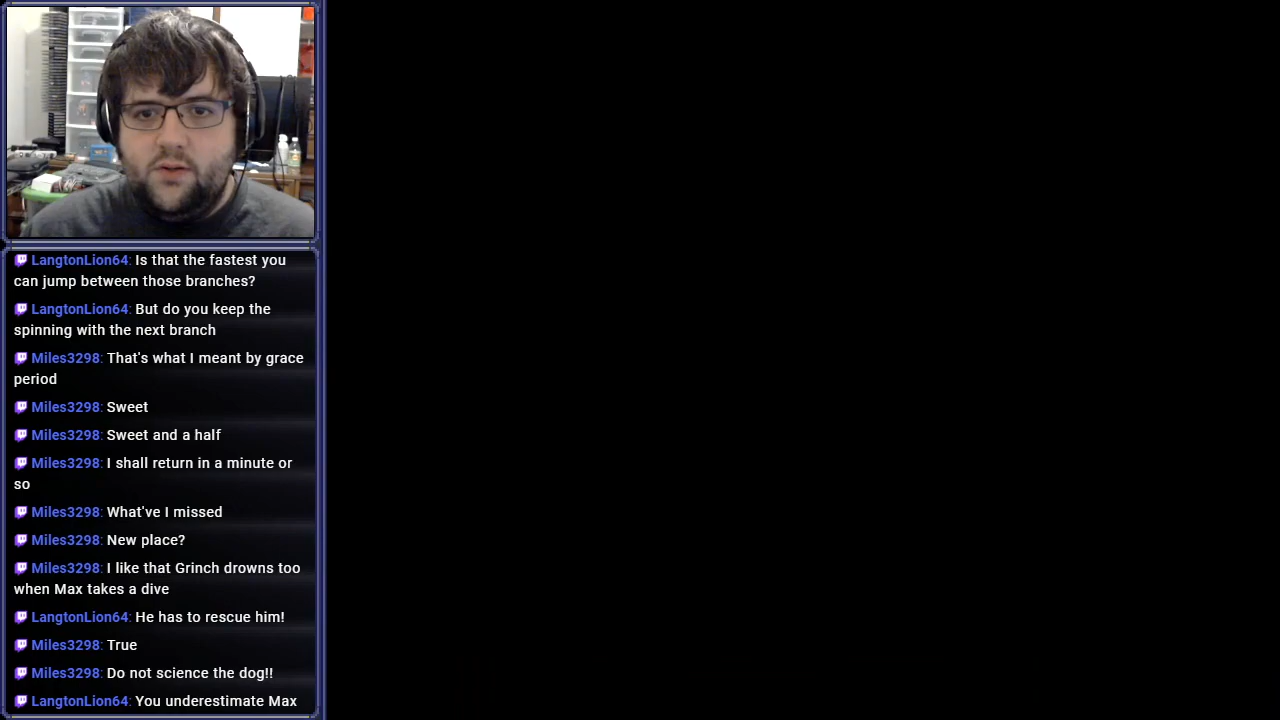 LangtonLion64: Is that the fastest you
can jump between those branches?
LangtonLion64: But do you keep the
spinning with the next branch
Miles3298: That's what I meant by grace
period
Miles3298: Sweet
Miles3298: Sweet and a half
Miles3298: I shall return in a minute or
so
Miles3298: What've I missed
Miles3298: New place?
Miles3298: I like that Grinch drowns too
when Max takes a dive
LangtonLion64: He has to rescue him!
Miles3298: True
Miles3298: Do not science the dog!!
LangtonLion64: You underestimate Max